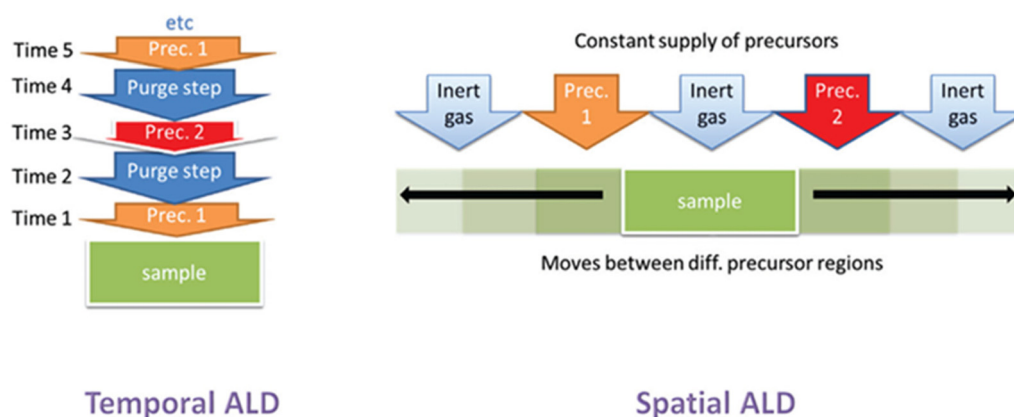 etc
Time 5
Prec. 1
Time 4
Purge step
Time 3
Prec. 2
Time 2
Purge step
Time 1
Prec. 1
sample
Temporal ALD
Constant supply of precursors
Inert
gas
Prec.
1
Inert
gas
Prec.
2
Inert
gas
sample
Moves between diff. precursor regions
Spatial ALD